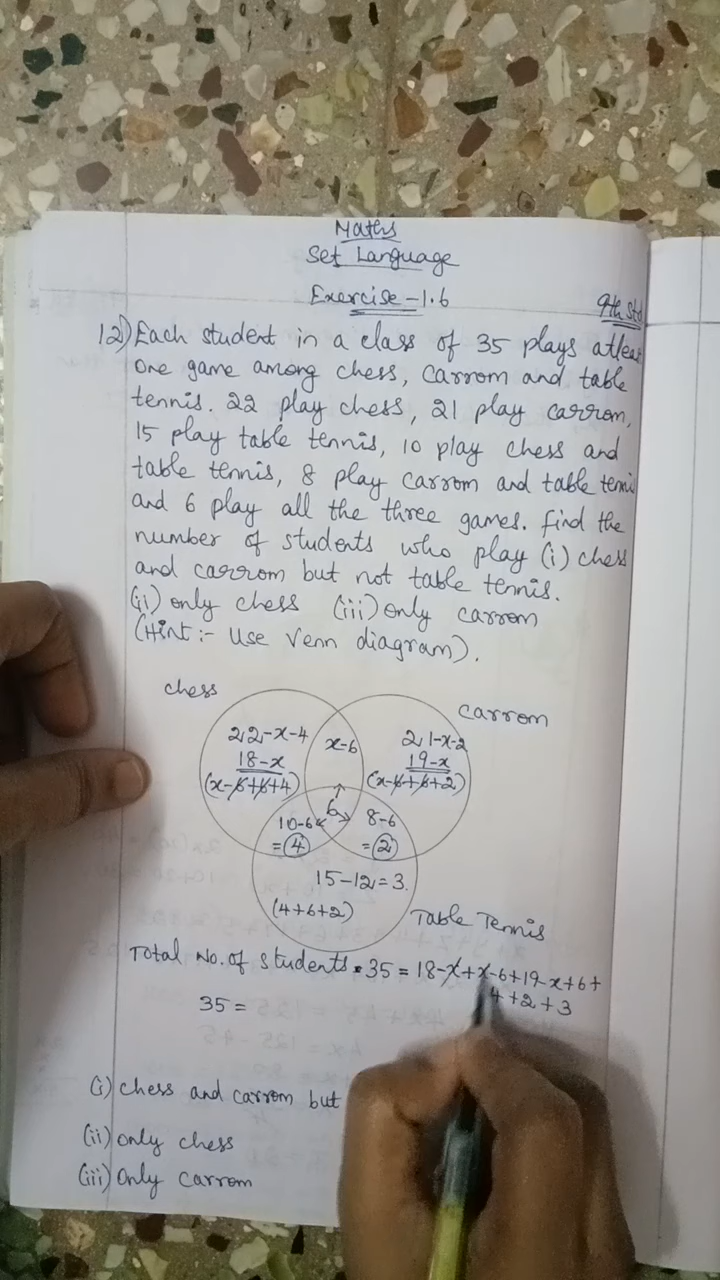 Maths
Set Language
Exercise - 1.6
9th Std
12) Each student in a class of 35 plays atleas
one game among chess, carrom and table
tennis. 22 play chess, 21 play carrom,
15 play table tennis, 10 play chess and
table tennis, 8 play carrom and table tenni
and 6 play all the three games. find the
number of students who play (i) chess
and carrom but not table tennis.
(ii) only chess (iii) only carrom
(Hint :- Use Venn diagram).
chess
carrom
22-x-4
18-x
(x-6+6+4)
x-6
21-x-2
19-x
(x-6+6+2)
6
10-6
= 4
8-6
= 2
15-12=3.
(4+6+2)
Table Tennis
Total No. of students = 35 = 18-x+x-6+19-x+6+
4+2+3
35 =
(i) chess and carrom but
(ii) only chess
(iii) Only carrom